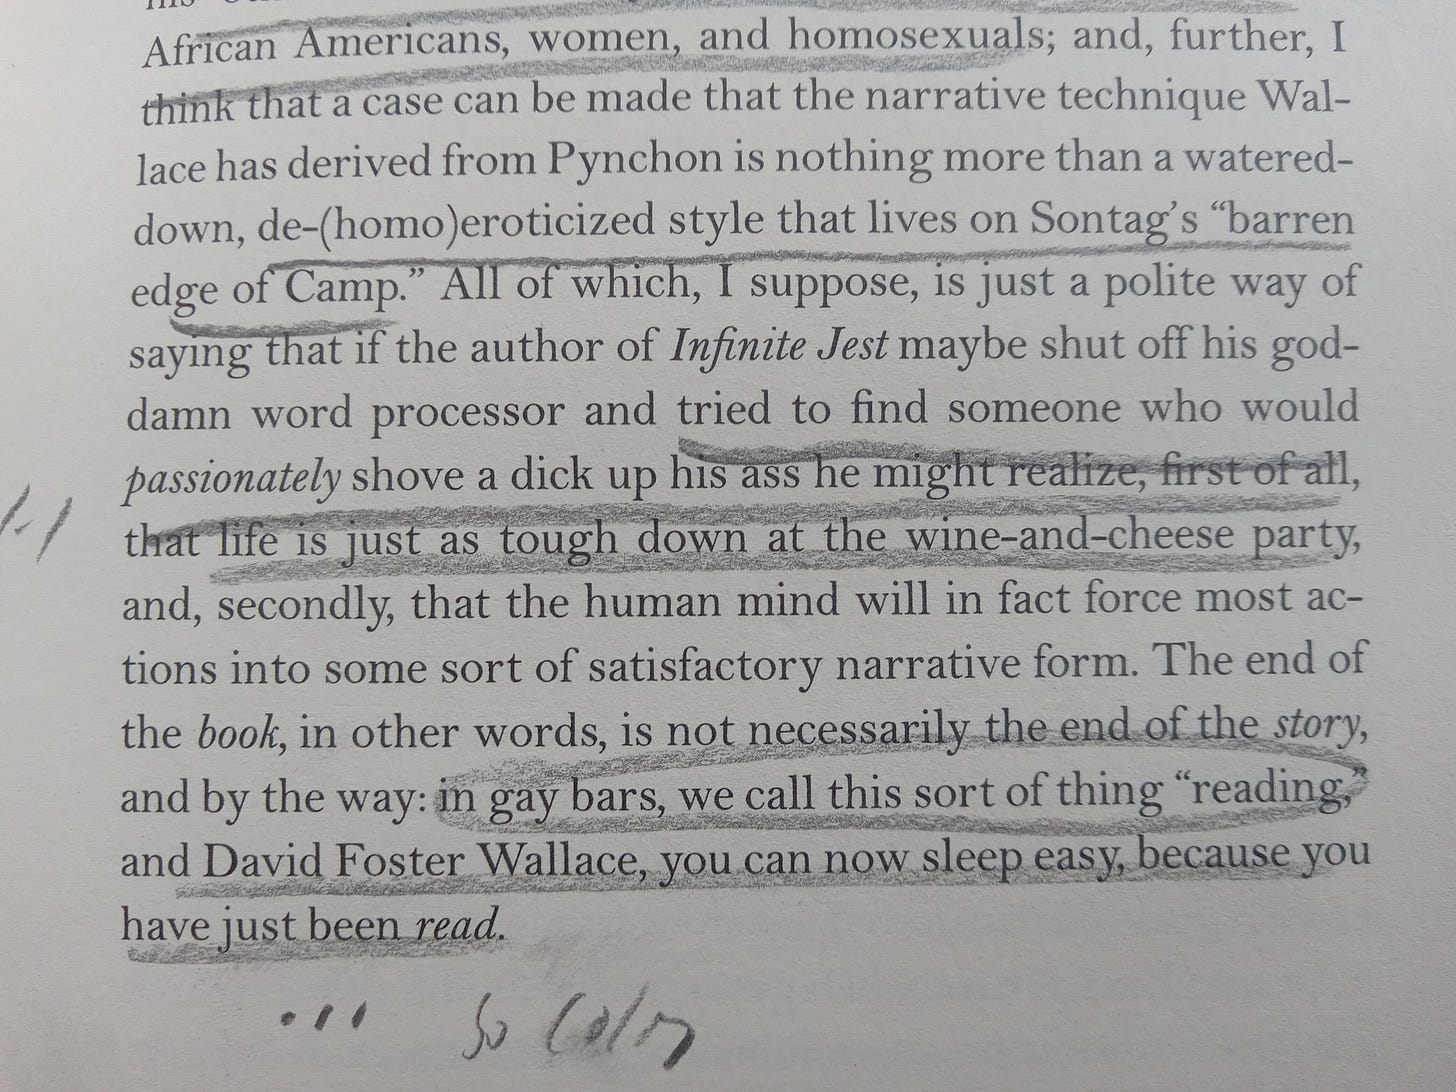 African Americans, women, and homosexuals; and, further, I
think that a case can be made that the narrative technique Wal-
lace has derived from Pynchon is nothing more than a watered-
down, de-(homo)eroticized style that lives on Sontag’s “barren
edge of Camp.” All of which, I suppose, is just a polite way of
saying that if the author of Infinite Jest maybe shut off his god-
damn word processor and tried to find someone who would
passionately shove a dick up his ass he might realize, first of all,
that life is just as tough down at the wine-and-cheese party,
and, secondly, that the human mind will in fact force most ac-
tions into some sort of satisfactory narrative form. The end of
the book, in other words, is not necessarily the end of the story,
and by the way: in gay bars, we call this sort of thing “reading,”
and David Foster Wallace, you can now sleep easy, because you
have just been read.
... So